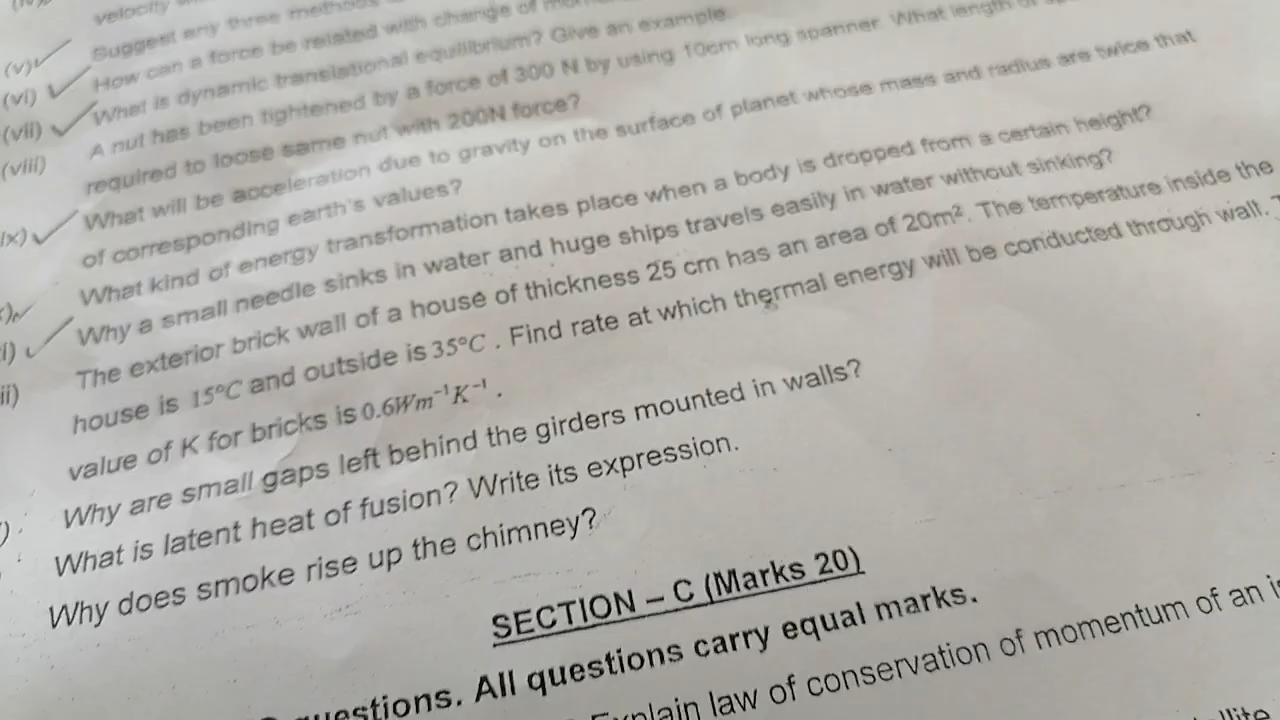 velocity
(v) Suggest any three methods
(vi) How can a force be related with change of
(vii) What is dynamic translational equilibrium? Give an example.
(viii) A nut has been tightened by a force of 300 N by using 10cm long spanner. What length
required to loose same nut with 200N force?
What will be acceleration due to gravity on the surface of planet whose mass and radius are twice that
of corresponding earth's values?
What kind of energy transformation takes place when a body is dropped from a certain height?
Why a small needle sinks in water and huge ships travels easily in water without sinking?
The exterior brick wall of a house of thickness 25 cm has an area of 20m². The temperature inside the
house is 15°C and outside is 35°C . Find rate at which thermal energy will be conducted through wall.
value of K for bricks is 0.6Wm⁻¹K⁻¹ .
Why are small gaps left behind the girders mounted in walls?
What is latent heat of fusion? Write its expression.
Why does smoke rise up the chimney?
SECTION – C (Marks 20)
questions. All questions carry equal marks.
Explain law of conservation of momentum of an